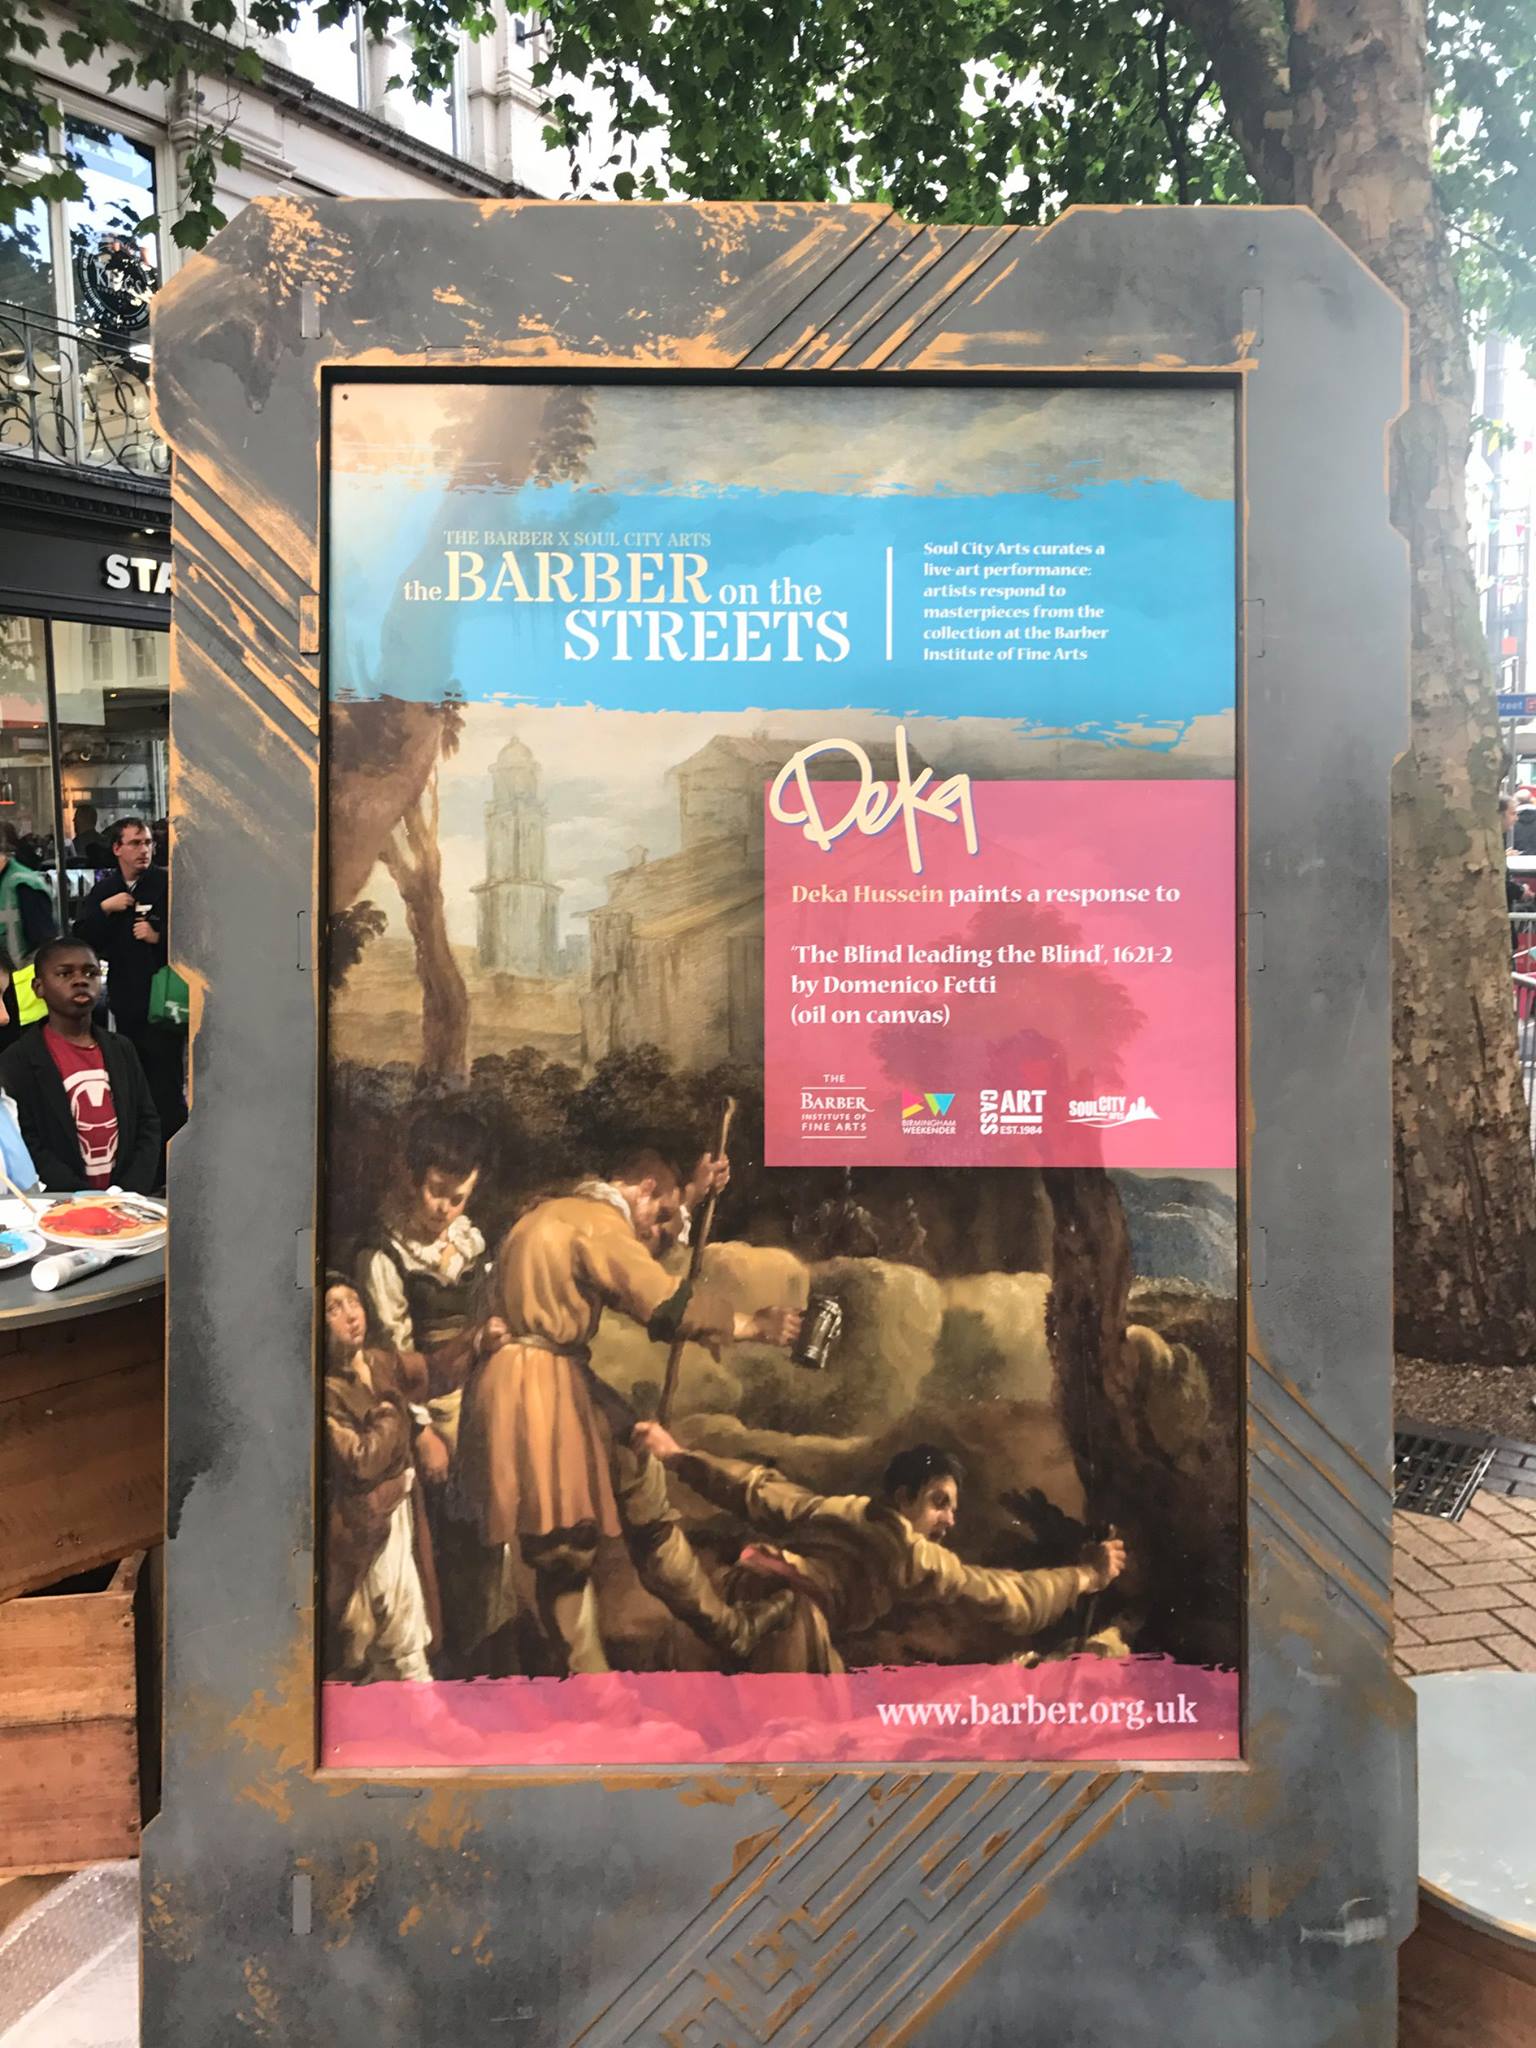 STA
THE BARBER X SOUL CITY ARTS
the BARBER on the
STREETS
Soul City Arts curates a
live-art performance:
artists respond to
masterpieces from the
collection at the Barber
Institute of Fine Arts
Deka
Deka Hussein paints a response to
'The Blind leading the Blind', 1621-2
by Domenico Fetti
(oil on canvas)
THE
BARBER
INSTITUTE OF
FINE ARTS
BIRMINGHAM
WEEKENDER
CASS
ART
EST.1984
SOUL CITY
ARTS
www.barber.org.uk